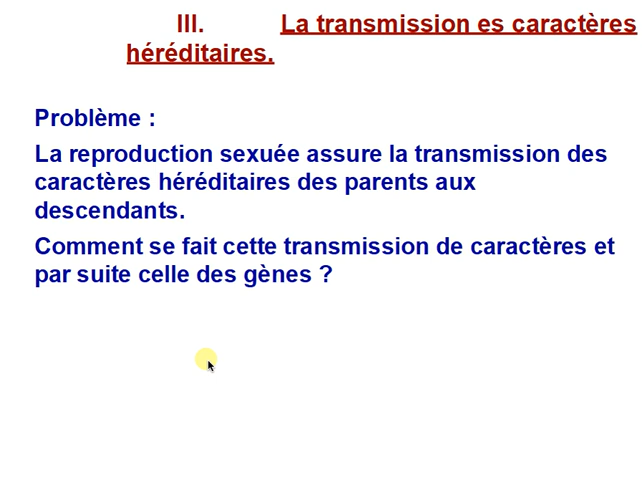 III. La transmission es caractères
héréditaires.
Problème :
La reproduction sexuée assure la transmission des
caractères héréditaires des parents aux
descendants.
Comment se fait cette transmission de caractères et
par suite celle des gènes ?